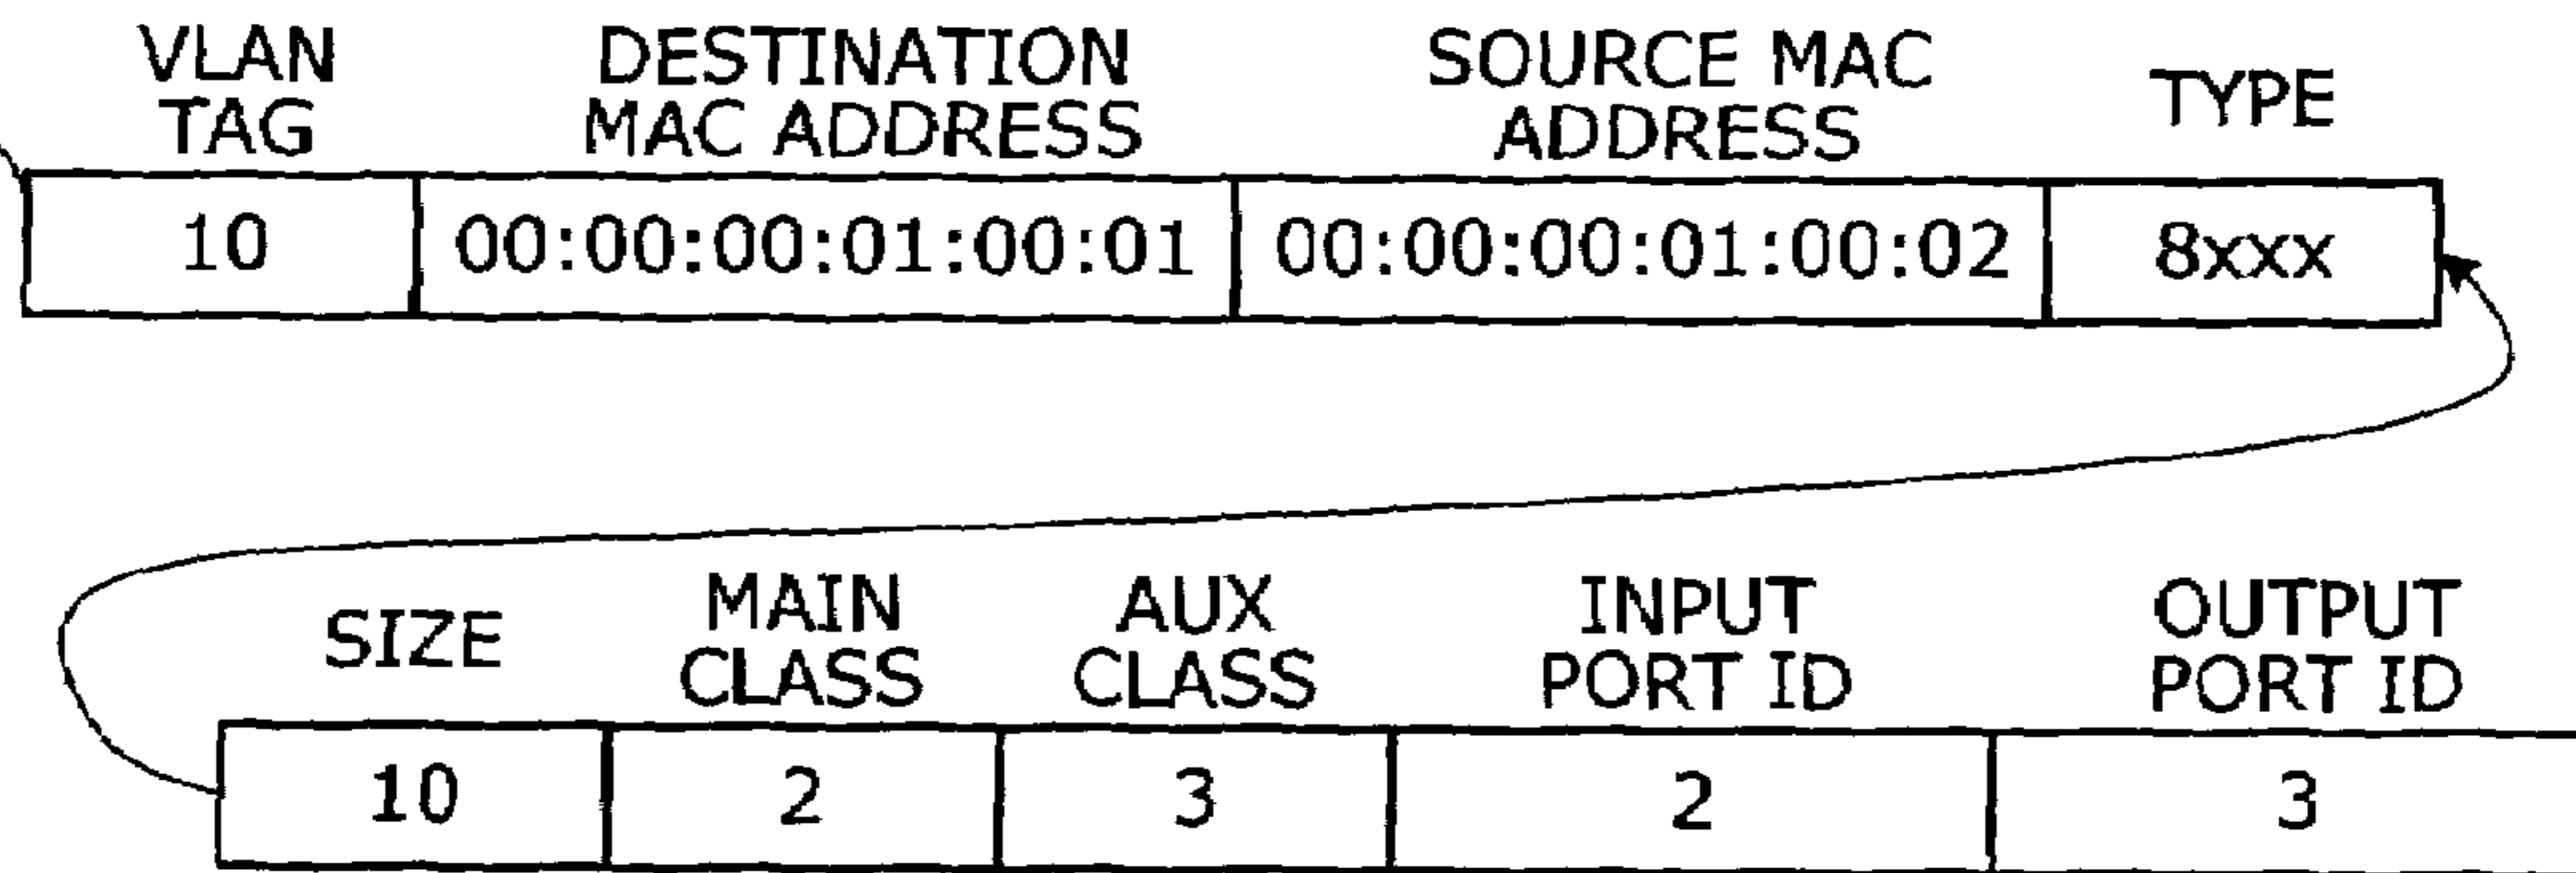 VLAN TAG DESTINATION MAC ADDRESS SOURCE MAC ADDRESS TYPE
10 00:00:00:01:00:01 00:00:00:01:00:02 8xxx
SIZE MAIN CLASS AUX CLASS INPUT PORT ID OUTPUT PORT ID
10 2 3 2 3